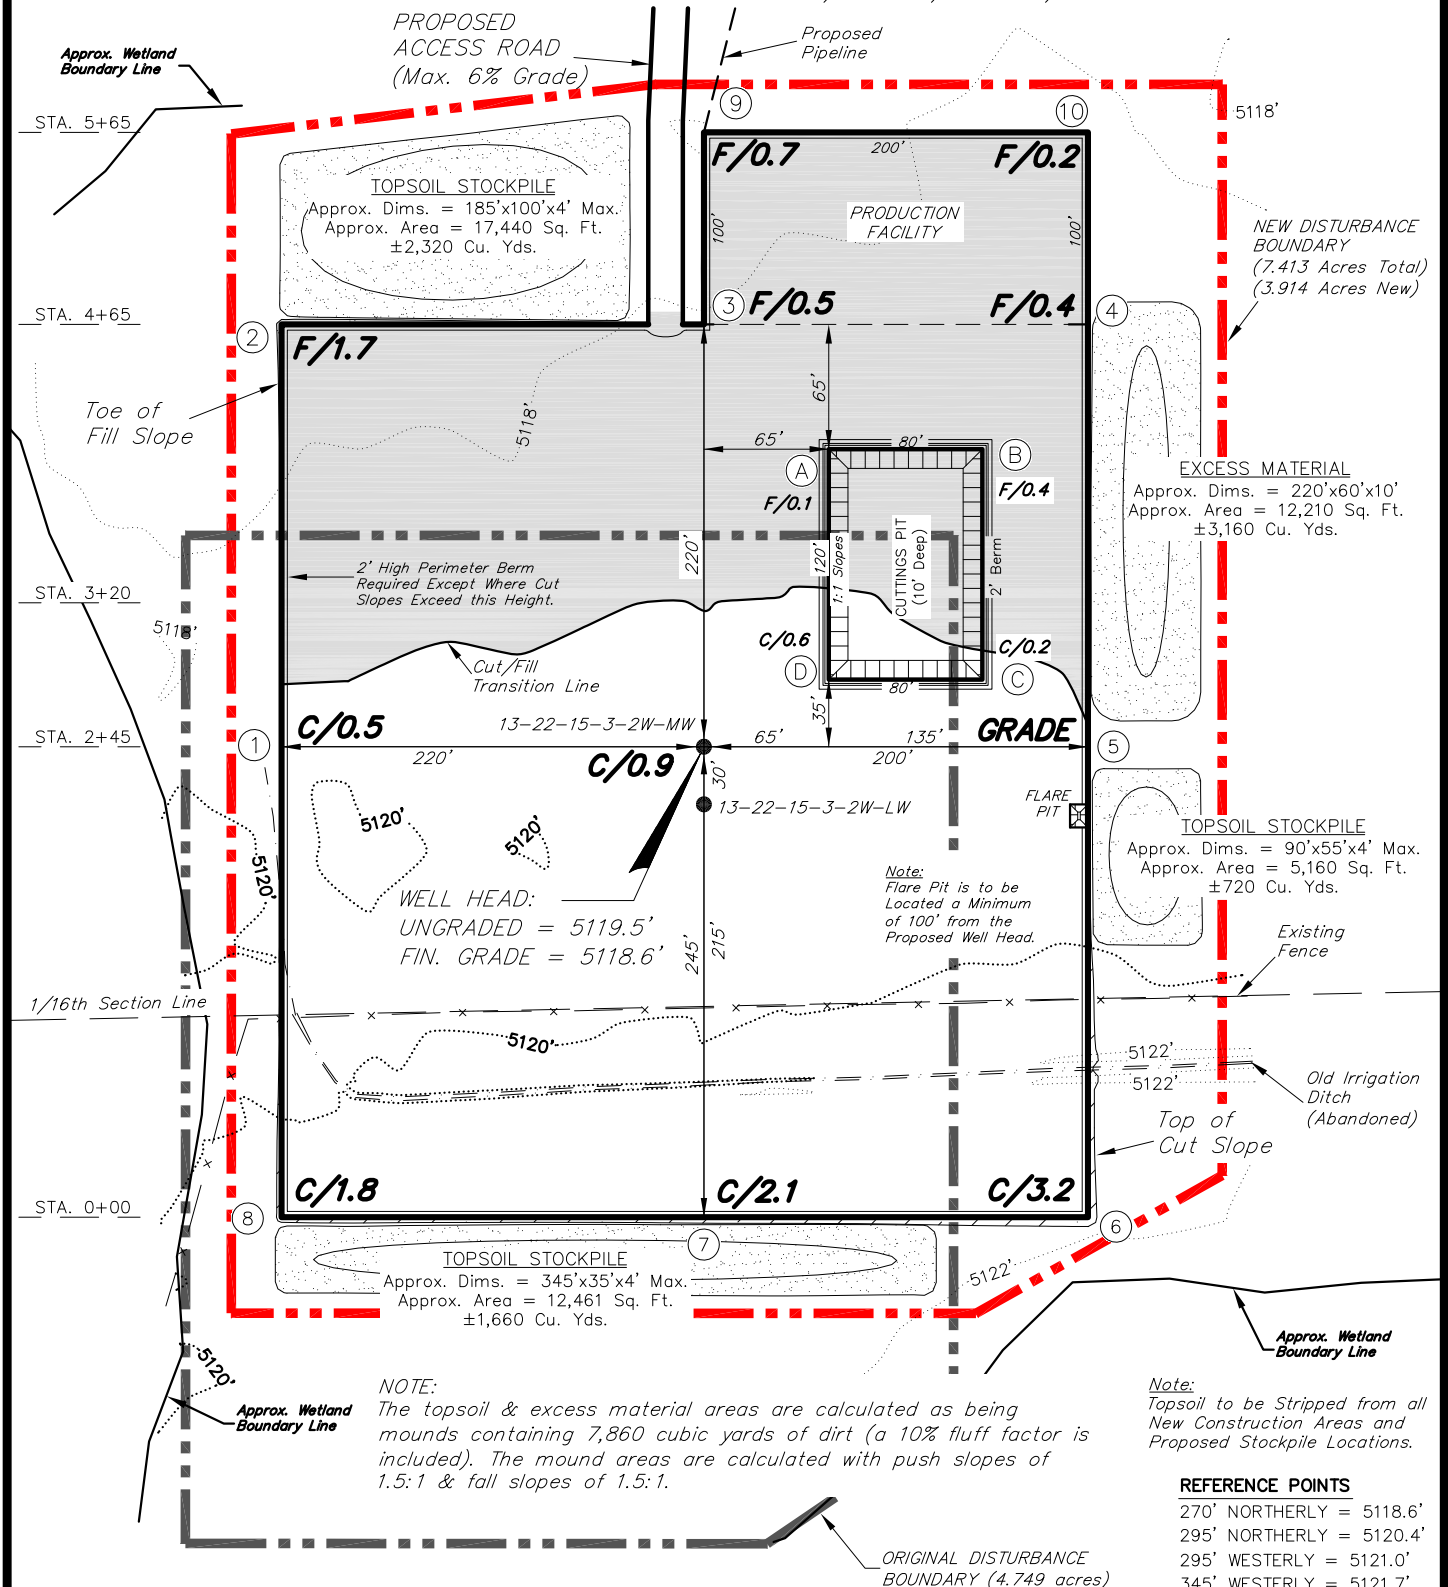 PROPOSED
ACCESS ROAD
(Max. 6% Grade)
Proposed
Pipeline
Approx. Wetland
Boundary Line
STA. 5+65
9
10
5118'
F/0.7
200'
F/0.2
TOPSOIL STOCKPILE
Approx. Dims. = 185'x100'x4' Max.
Approx. Area = 17,440 Sq. Ft.
±2,320 Cu. Yds.
100'
PRODUCTION
FACILITY
100'
NEW DISTURBANCE
BOUNDARY
(7.413 Acres Total)
(3.914 Acres New)
STA. 4+65
2
3
F/0.5
F/0.4
4
F/1.7
Toe of
Fill Slope
5118'
65'
65'
80'
A
B
F/0.1
F/0.4
EXCESS MATERIAL
Approx. Dims. = 220'x60'x10'
Approx. Area = 12,210 Sq. Ft.
±3,160 Cu. Yds.
220'
120'
1:1 Slopes
CUTTINGS PIT
(10' Deep)
2' Berm
2' High Perimeter Berm
Required Except Where Cut
Slopes Exceed this Height.
STA. 3+20
5118'
C/0.6
C/0.2
Cut/Fill
Transition Line
D
C
80'
35'
STA. 2+45
1
C/0.5
13-22-15-3-2W-MW
65'
135'
GRADE
5
220'
C/0.9
30'
200'
13-22-15-3-2W-LW
FLARE
PIT
5120'
5120'
5120'
TOPSOIL STOCKPILE
Approx. Dims. = 90'x55'x4' Max.
Approx. Area = 5,160 Sq. Ft.
±720 Cu. Yds.
WELL HEAD:
UNGRADED = 5119.5'
FIN. GRADE = 5118.6'
Note:
Flare Pit is to be
Located a Minimum
of 100' from the
Proposed Well Head.
245'
215'
Existing
Fence
1/16th Section Line
5120'
5122'
5122'
Old Irrigation
Ditch
(Abandoned)
Top of
Cut Slope
C/1.8
C/2.1
C/3.2
STA. 0+00
8
7
6
TOPSOIL STOCKPILE
Approx. Dims. = 345'x35'x4' Max.
Approx. Area = 12,461 Sq. Ft.
±1,660 Cu. Yds.
5122'
5120'
Approx. Wetland
Boundary Line
Approx. Wetland
Boundary Line
NOTE:
The topsoil & excess material areas are calculated as being
mounds containing 7,860 cubic yards of dirt (a 10% fluff factor is
included). The mound areas are calculated with push slopes of
1.5:1 & fall slopes of 1.5:1.
Note:
Topsoil to be Stripped from all
New Construction Areas and
Proposed Stockpile Locations.
REFERENCE POINTS
270' NORTHERLY = 5118.6'
295' NORTHERLY = 5120.4'
295' WESTERLY = 5121.0'
345' WESTERLY = 5121.7'
ORIGINAL DISTURBANCE
BOUNDARY (4.749 acres)